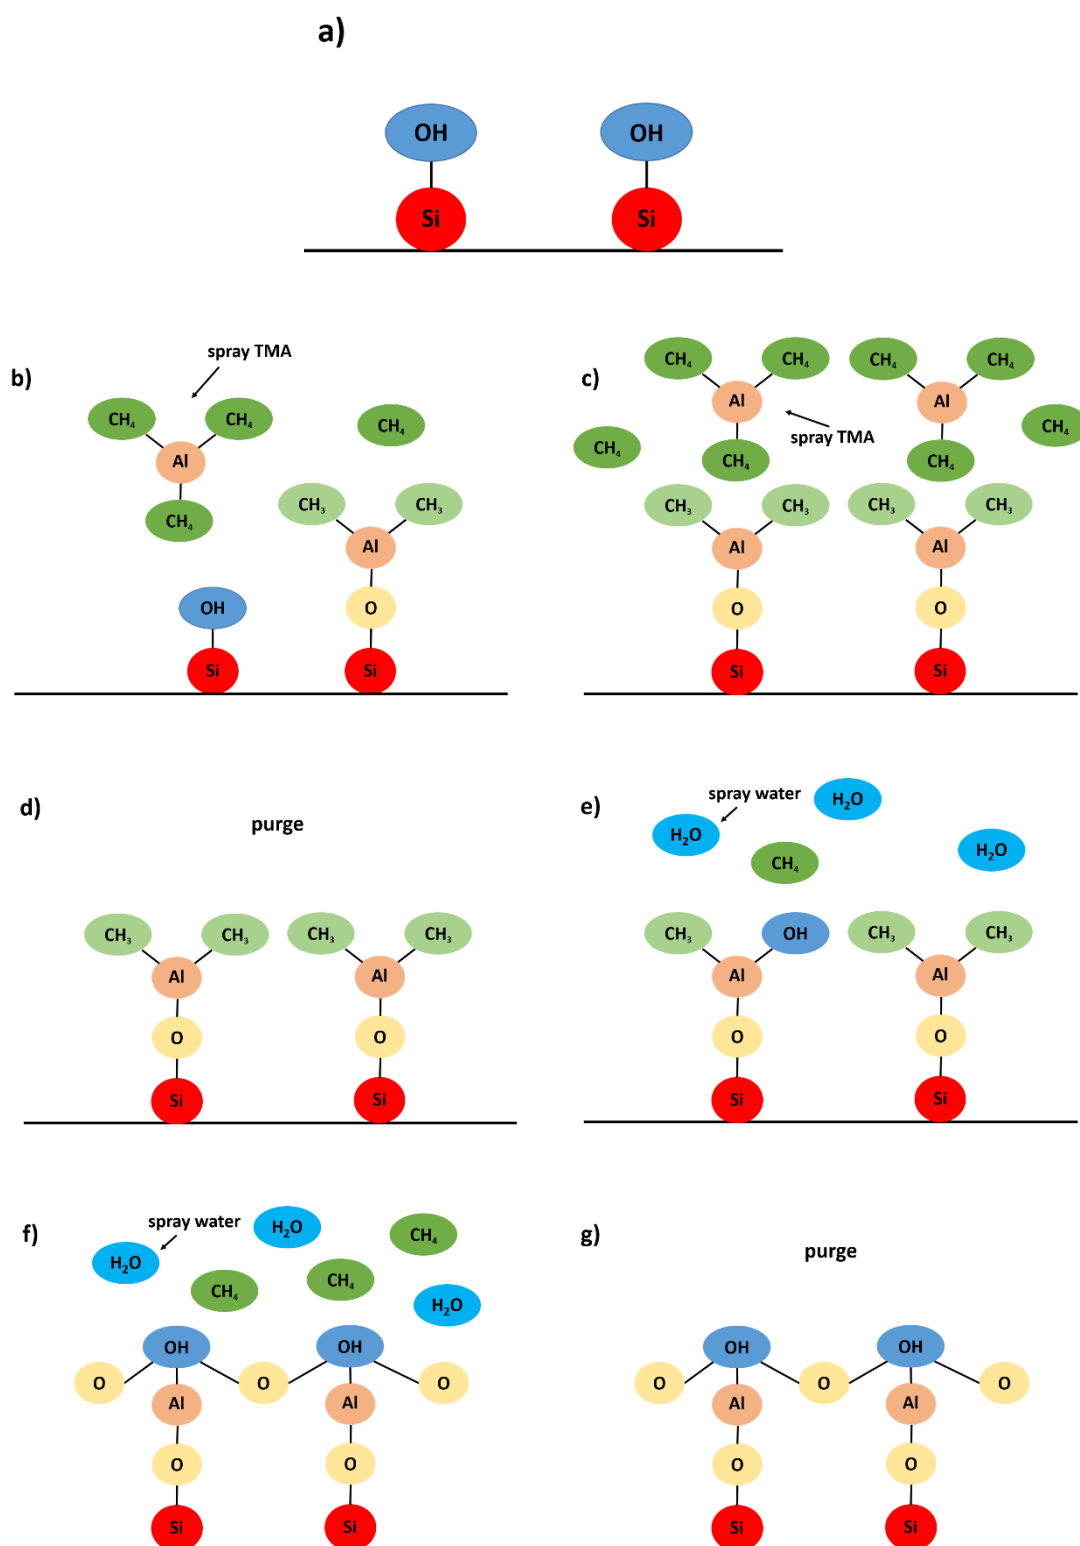 a)
OH OH
Si Si
b)
spray TMA
CH₄ CH₄ CH₄
Al
CH₄
CH₃ CH₃
Al
OH O
Si Si
c)
CH₄ CH₄ CH₄ CH₄
Al Al
spray TMA
CH₄ CH₄ CH₄ CH₄
CH₃ CH₃ CH₃ CH₃
Al Al
O O
Si Si
d)
purge
CH₃ CH₃ CH₃ CH₃
Al Al
O O
Si Si
e)
spray water
H₂O H₂O H₂O
CH₄
CH₃ OH CH₃ CH₃
Al Al
O O
Si Si
f)
spray water
H₂O H₂O CH₄
CH₄ CH₄ H₂O
OH OH
O O O
Al Al
O O
Si Si
g)
purge
OH OH
O O O
Al Al
O O
Si Si